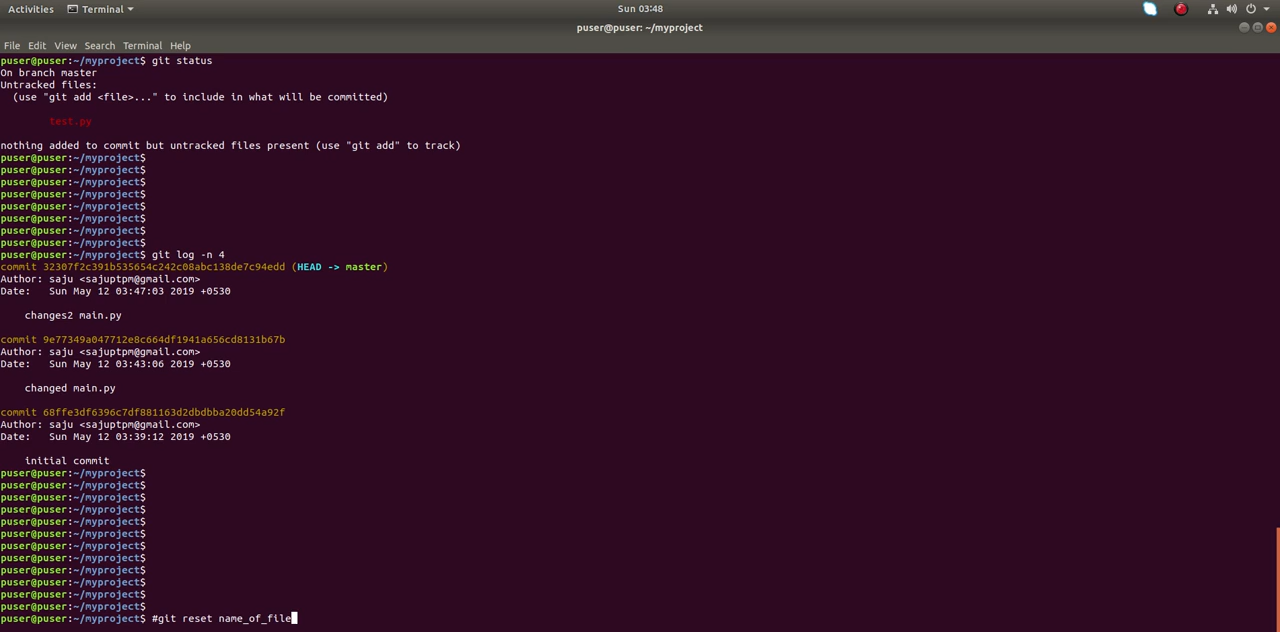 Activities Terminal Sun 03:48
puser@puser: ~/myproject
File Edit View Search Terminal Help
puser@puser:~/myproject$ git status
On branch master
Untracked files:
  (use "git add <file>..." to include in what will be committed)
        test.py
nothing added to commit but untracked files present (use "git add" to track)
puser@puser:~/myproject$
puser@puser:~/myproject$
puser@puser:~/myproject$
puser@puser:~/myproject$
puser@puser:~/myproject$
puser@puser:~/myproject$
puser@puser:~/myproject$
puser@puser:~/myproject$
puser@puser:~/myproject$ git log -n 4
commit 32307f2c391b535654c242c08abc138de7c94edd (HEAD -> master)
Author: saju <sajuptpm@gmail.com>
Date:   Sun May 12 03:47:03 2019 +0530
    changes2 main.py
commit 9e77349a047712e8c664df1941a656cd8131b67b
Author: saju <sajuptpm@gmail.com>
Date:   Sun May 12 03:43:06 2019 +0530
    changed main.py
commit 68ffe3df6396c7df881163d2dbdbba20dd54a92f
Author: saju <sajuptpm@gmail.com>
Date:   Sun May 12 03:39:12 2019 +0530
    initial commit
puser@puser:~/myproject$
puser@puser:~/myproject$
puser@puser:~/myproject$
puser@puser:~/myproject$
puser@puser:~/myproject$
puser@puser:~/myproject$
puser@puser:~/myproject$
puser@puser:~/myproject$
puser@puser:~/myproject$
puser@puser:~/myproject$
puser@puser:~/myproject$
puser@puser:~/myproject$
puser@puser:~/myproject$ #git reset name_of_file